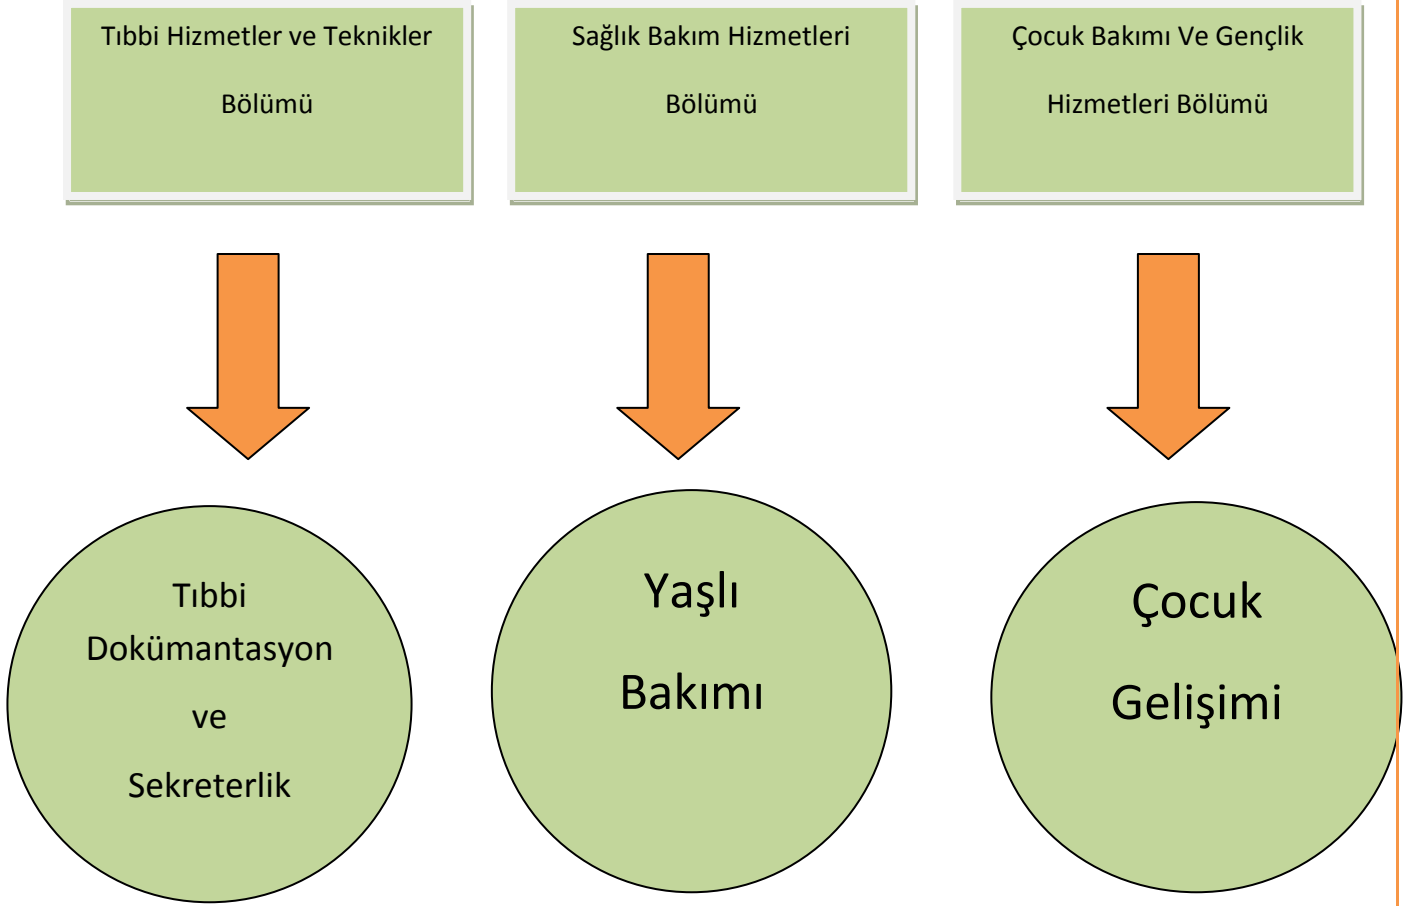 Tıbbi Hizmetler ve Teknikler
Bölümü
Sağlık Bakım Hizmetleri
Bölümü
Çocuk Bakımı Ve Gençlik
Hizmetleri Bölümü
Tıbbi
Dokümantasyon
ve
Sekreterlik
Yaşlı
Bakımı
Çocuk
Gelişimi